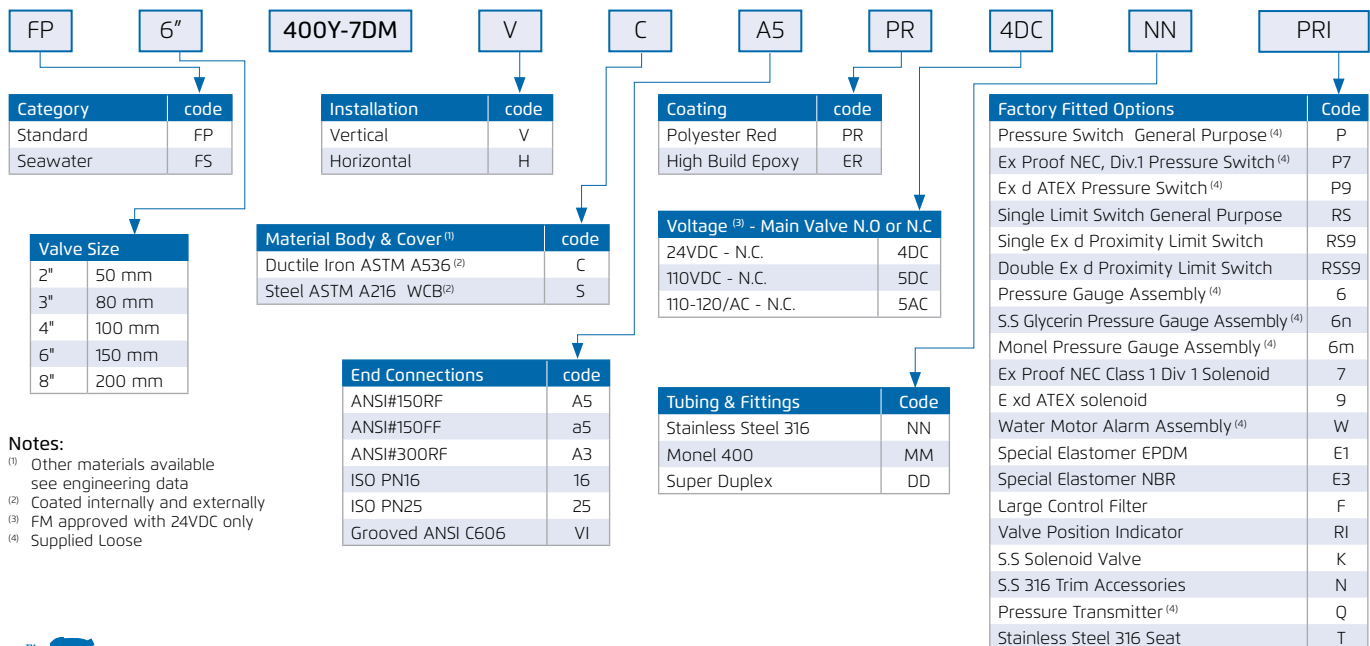 FP 6" 400Y-7DM V C A5 PR 4DC NN PRI
Category code
Standard FP
Seawater FS
Valve Size
2" 50 mm
3" 80 mm
4" 100 mm
6" 150 mm
8" 200 mm
Notes:
(1) Other materials available
see engineering data
(2) Coated internally and externally
(3) FM approved with 24VDC only
(4) Supplied Loose
Installation code
Vertical V
Horizontal H
Material Body & Cover (1) code
Ductile Iron ASTM A536 (2) C
Steel ASTM A216 WCB(2) S
End Connections code
ANSI#150RF A5
ANSI#150FF a5
ANSI#300RF A3
ISO PN16 16
ISO PN25 25
Grooved ANSI C606 VI
Coating code
Polyester Red PR
High Build Epoxy ER
Voltage (3) - Main Valve N.O or N.C
24VDC - N.C. 4DC
110VDC - N.C. 5DC
110-120/AC - N.C. 5AC
Tubing & Fittings Code
Stainless Steel 316 NN
Monel 400 MM
Super Duplex DD
Factory Fitted Options Code
Pressure Switch General Purpose (4) P
Ex Proof NEC, Div.1 Pressure Switch (4) P7
Ex d ATEX Pressure Switch (4) P9
Single Limit Switch General Purpose RS
Single Ex d Proximity Limit Switch RS9
Double Ex d Proximity Limit Switch RSS9
Pressure Gauge Assembly (4) 6
S.S Glycerin Pressure Gauge Assembly (4) 6n
Monel Pressure Gauge Assembly (4) 6m
Ex Proof NEC Class 1 Div 1 Solenoid 7
E xd ATEX solenoid 9
Water Motor Alarm Assembly (4) W
Special Elastomer EPDM E1
Special Elastomer NBR E3
Large Control Filter F
Valve Position Indicator RI
S.S Solenoid Valve K
S.S 316 Trim Accessories N
Pressure Transmitter (4) Q
Stainless Steel 316 Seat T